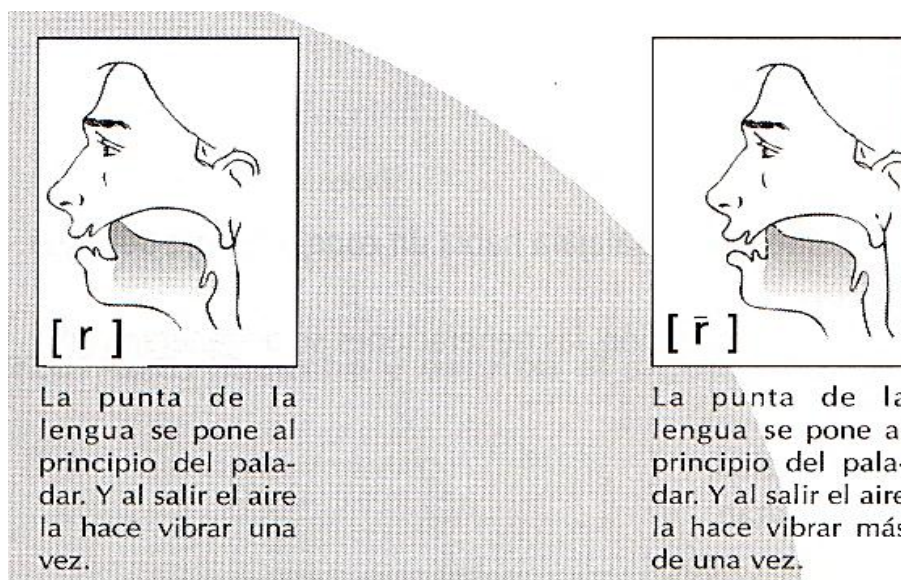 [ r ]
La punta de la
lengua se pone al
principio del pala-
dar. Y al salir el aire
la hace vibrar una
vez.
[ r̄ ]
La punta de la
lengua se pone a
principio del pala-
dar. Y al salir el aire
la hace vibrar más
de una vez.